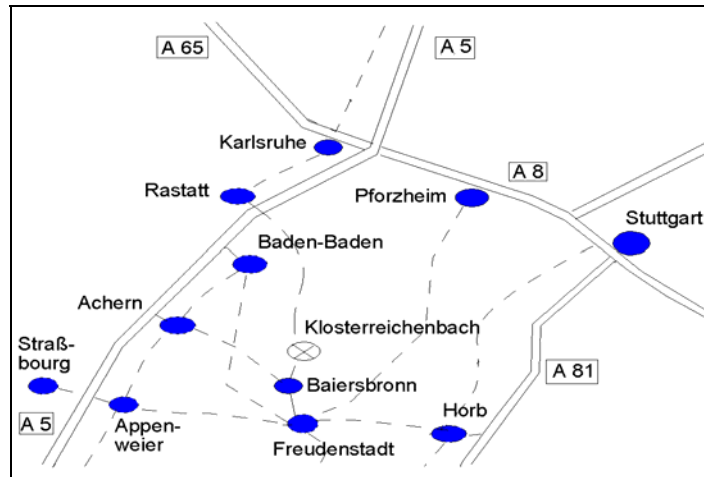 A 65
A 5
Karlsruhe
A 8
Rastatt
Pforzheim
Stuttgart
Baden-Baden
Achern
Klosterreichenbach
Straß-
bourg
Baiersbronn
A 81
A 5
Appen-
weier
Freudenstadt
Horb